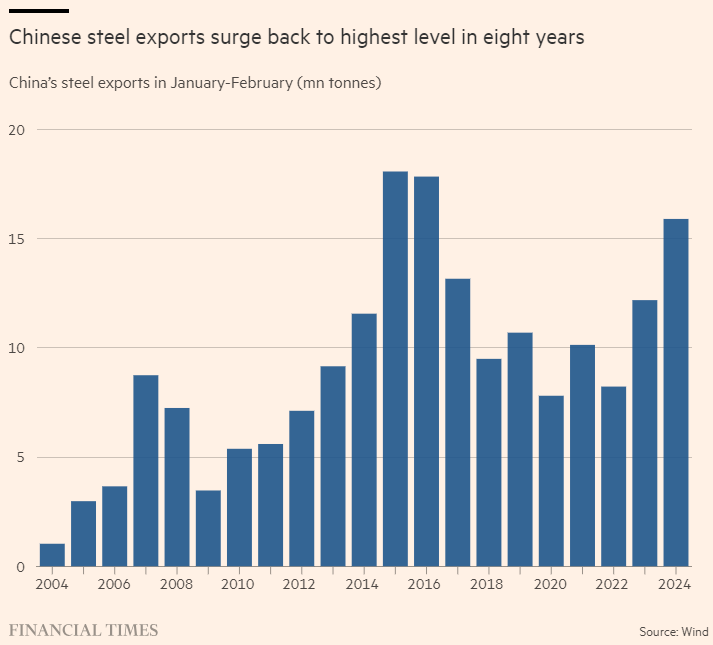 Chinese steel exports surge back to highest level in eight years
China’s steel exports in January-February (mn tonnes)
20
15
10
5
0
2004 2006 2008 2010 2012 2014 2016 2018 2020 2022 2024
FINANCIAL TIMES
Source: Wind